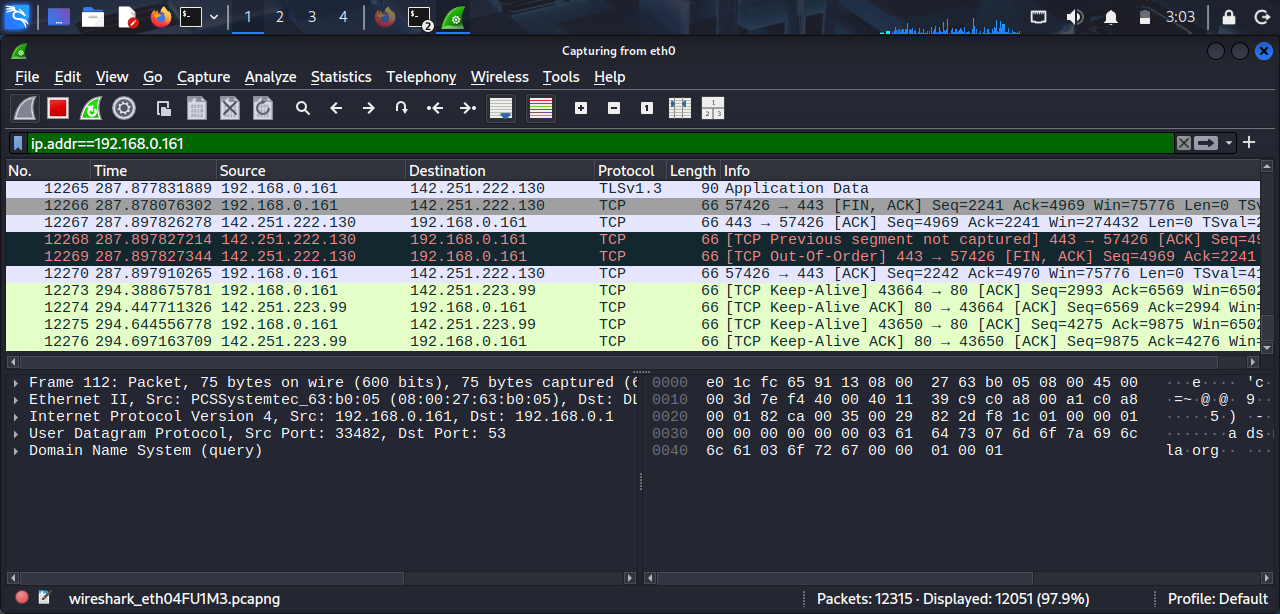 1 2 3 4 2 3:03
Capturing from eth0
File Edit View Go Capture Analyze Statistics Telephony Wireless Tools Help
ip.addr==192.168.0.161
No. Time Source Destination Protocol Length Info
12265 287.877831889 192.168.0.161 142.251.222.130 TLSv1.3 90 Application Data
12266 287.878076302 192.168.0.161 142.251.222.130 TCP 66 57426 → 443 [FIN, ACK] Seq=2241 Ack=4969 Win=75776 Len=0 TSv
12267 287.897826278 142.251.222.130 192.168.0.161 TCP 66 443 → 57426 [ACK] Seq=4969 Ack=2241 Win=274432 Len=0 TSval=2
12268 287.897827214 142.251.222.130 192.168.0.161 TCP 66 [TCP Previous segment not captured] 443 → 57426 [ACK] Seq=49
12269 287.897827344 142.251.222.130 192.168.0.161 TCP 66 [TCP Out-Of-Order] 443 → 57426 [FIN, ACK] Seq=4969 Ack=2241
12270 287.897910265 192.168.0.161 142.251.222.130 TCP 66 57426 → 443 [ACK] Seq=2242 Ack=4970 Win=75776 Len=0 TSval=41
12273 294.388675781 192.168.0.161 142.251.223.99 TCP 66 [TCP Keep-Alive] 43664 → 80 [ACK] Seq=2993 Ack=6569 Win=6502
12274 294.447711326 142.251.223.99 192.168.0.161 TCP 66 [TCP Keep-Alive ACK] 80 → 43664 [ACK] Seq=6569 Ack=2994 Win=
12275 294.644556778 192.168.0.161 142.251.223.99 TCP 66 [TCP Keep-Alive] 43650 → 80 [ACK] Seq=4275 Ack=9875 Win=6502
12276 294.697163709 142.251.223.99 192.168.0.161 TCP 66 [TCP Keep-Alive ACK] 80 → 43650 [ACK] Seq=9875 Ack=4276 Win=
Frame 112: Packet, 75 bytes on wire (600 bits), 75 bytes captured (6
Ethernet II, Src: PCSSystemtec_63:b0:05 (08:00:27:63:b0:05), Dst: DL
Internet Protocol Version 4, Src: 192.168.0.161, Dst: 192.168.0.1
User Datagram Protocol, Src Port: 33482, Dst Port: 53
Domain Name System (query)
0000 e0 1c fc 65 91 13 08 00 27 63 b0 05 08 00 45 00 ···e···· 'c
0010 00 3d 7e f4 40 00 40 11 39 c9 c0 a8 00 a1 c0 a8 ·=~·@·@· 9·
0020 00 01 82 ca 00 35 00 29 82 2d f8 1c 01 00 00 01 ·····5·) ·-·
0030 00 00 00 00 00 00 03 61 64 73 07 6d 6f 7a 69 6c ·······a ds·
0040 6c 61 03 6f 72 67 00 00 01 00 01 la·org·· ···
wireshark_eth04FU1M3.pcapng Packets: 12315 · Displayed: 12051 (97.9%) Profile: Default